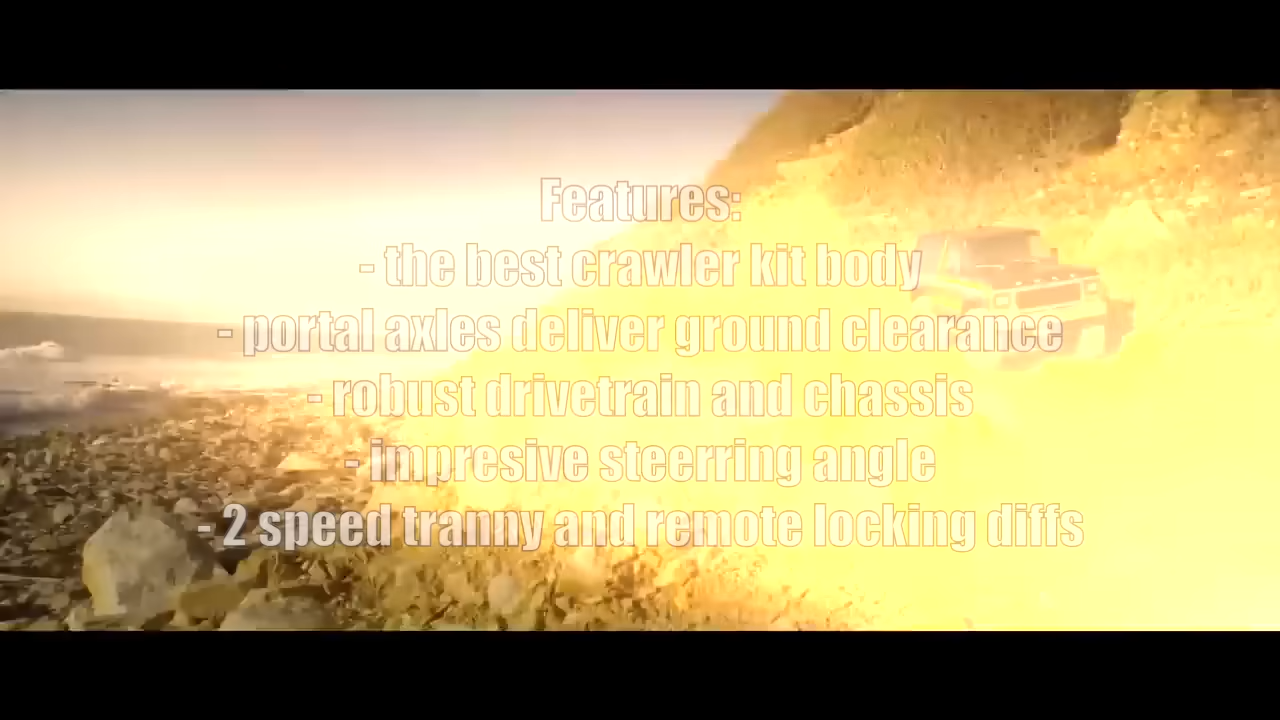 Features:
- the best crawler kit body
- portal axles deliver ground clearance
- robust drivetrain and chassis
- impresive steerring angle
- 2 speed tranny and remote locking diffs